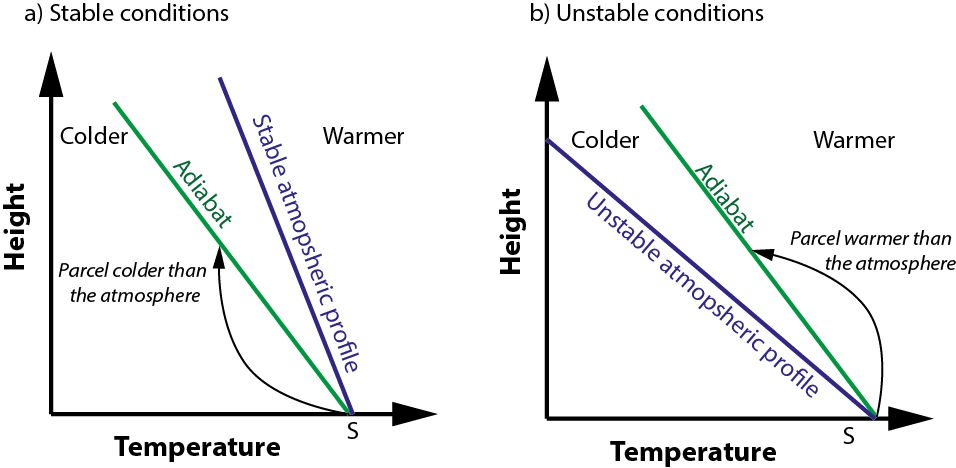 a) Stable conditions
Colder
Warmer
Adiabat
Stable atmopsheric profile
Parcel colder than
the atmosphere
Height
Temperature
S
b) Unstable conditions
Colder
Warmer
Adiabat
Unstable atmopsheric profile
Parcel warmer than
the atmosphere
Height
Temperature
S